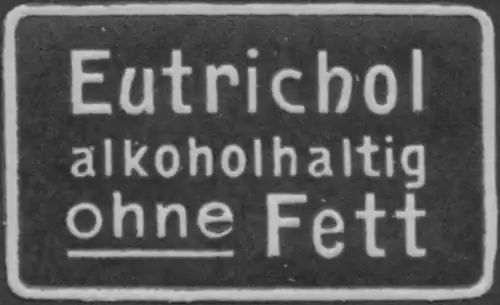 Eutrichol
alkoholhaltig
ohne Fett